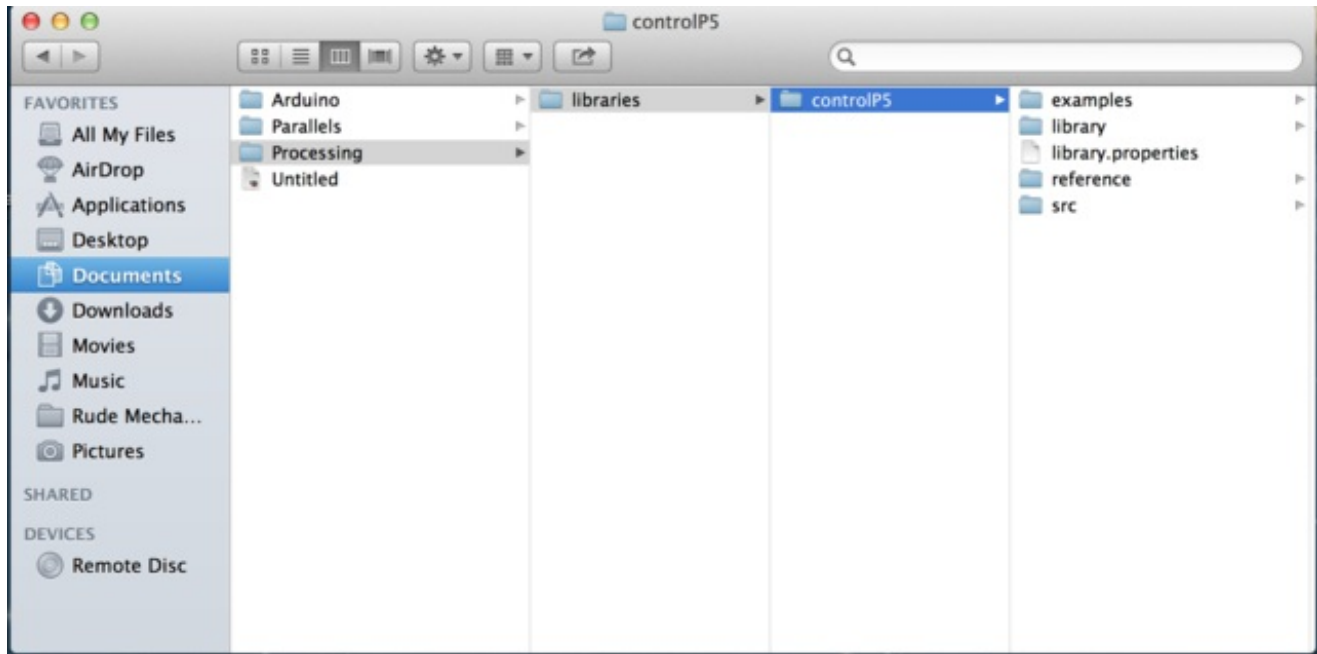 controlP5
FAVORITES
All My Files
AirDrop
Applications
Desktop
Documents
Downloads
Movies
Music
Rude Mecha...
Pictures
SHARED
DEVICES
Remote Disc
Arduino
Parallels
Processing
Untitled
libraries
controlP5
examples
library
library.properties
reference
src